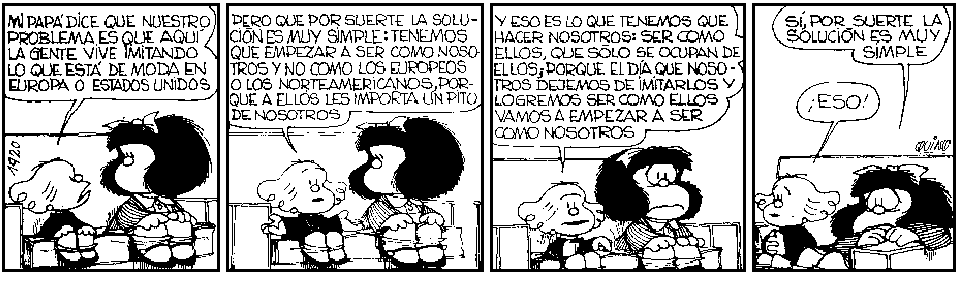 MI PAPÁ DICE QUE NUESTRO
PROBLEMA ES QUE AQUÍ
LA GENTE VIVE IMITANDO
LO QUE ESTÁ DE MODA EN
EUROPA O ESTADOS UNIDOS
1420
PERO QUE POR SUERTE LA SOLU-
CIÓN ES MUY SIMPLE: TENEMOS
QUE EMPEZAR A SER COMO NOSO-
TROS Y NO COMO LOS EUROPEOS
O LOS NORTEAMERICANOS, POR-
QUE A ELLOS LES IMPORTA UN PITO
DE NOSOTROS
Y ESO ES LO QUE TENEMOS QUE
HACER NOSOTROS: SER COMO
ELLOS, QUE SÓLO SE OCUPAN DE
ELLOS; PORQUE EL DÍA QUE NOSO-
TROS DEJEMOS DE IMITARLOS Y
LOGREMOS SER COMO ELLOS
VAMOS A EMPEZAR A SER
COMO NOSOTROS
SÍ, POR SUERTE LA
SOLUCIÓN ES MUY
SIMPLE
¡ESO!
QUINO